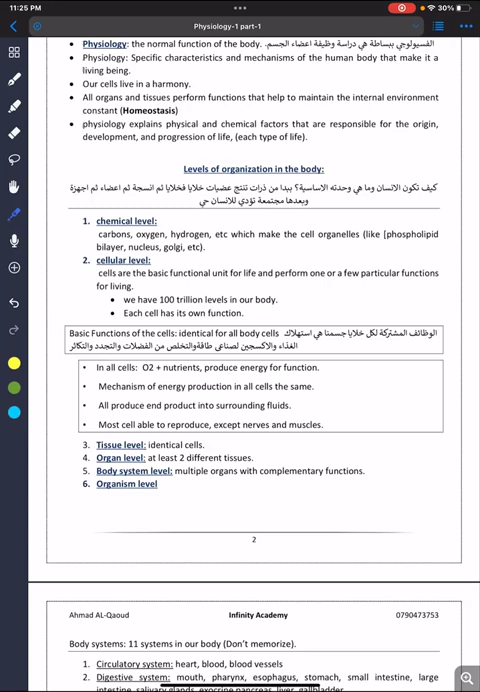 11:25 PM
30%
Physiology-1 part-1
• Physiology: the normal function of the body. الفسيولوجي ببساطة هي دراسة وظيفة اعضاء الجسم.
• Physiology: Specific characteristics and mechanisms of the human body that make it a
living being.
• Our cells live in a harmony.
• All organs and tissues perform functions that help to maintain the internal environment
constant (Homeostasis)
• physiology explains physical and chemical factors that are responsible for the origin,
development, and progression of life, (each type of life).
Levels of organization in the body:
كيف تكون الانسان وما هي وحدته الاساسية؟ بيدا من ذرات تنتج عضيات خلايا فخلايا ثم انسجة ثم اعضاء ثم اجهزة
وبعدها مجتمعة تؤدي للانسان حي
1. chemical level:
carbons, oxygen, hydrogen, etc which make the cell organelles (like [phospholipid
bilayer, nucleus, golgi, etc).
2. cellular level:
cells are the basic functional unit for life and perform one or a few particular functions
for living.
• we have 100 trillion levels in our body.
• Each cell has its own function.
Basic Functions of the cells: identical for all body cells الوظائف المشتركة لكل خلايا جسمنا هي استهلاك
الغذاء والاكسجين لصناعى طاقةوالتخلص من الفضلات والتجدد والتكاثر
• In all cells: O2 + nutrients, produce energy for function.
• Mechanism of energy production in all cells the same.
• All produce end product into surrounding fluids.
• Most cell able to reproduce, except nerves and muscles.
3. Tissue level: identical cells.
4. Organ level: at least 2 different tissues.
5. Body system level: multiple organs with complementary functions.
6. Organism level
2
Ahmad AL-Qaoud Infinity Academy 0790473753
Body systems: 11 systems in our body (Don't memorize).
1. Circulatory system: heart, blood, blood vessels
2. Digestive system: mouth, pharynx, esophagus, stomach, small intestine, large
intestine, salivary glands, exocrine pancreas, liver, gallbladder